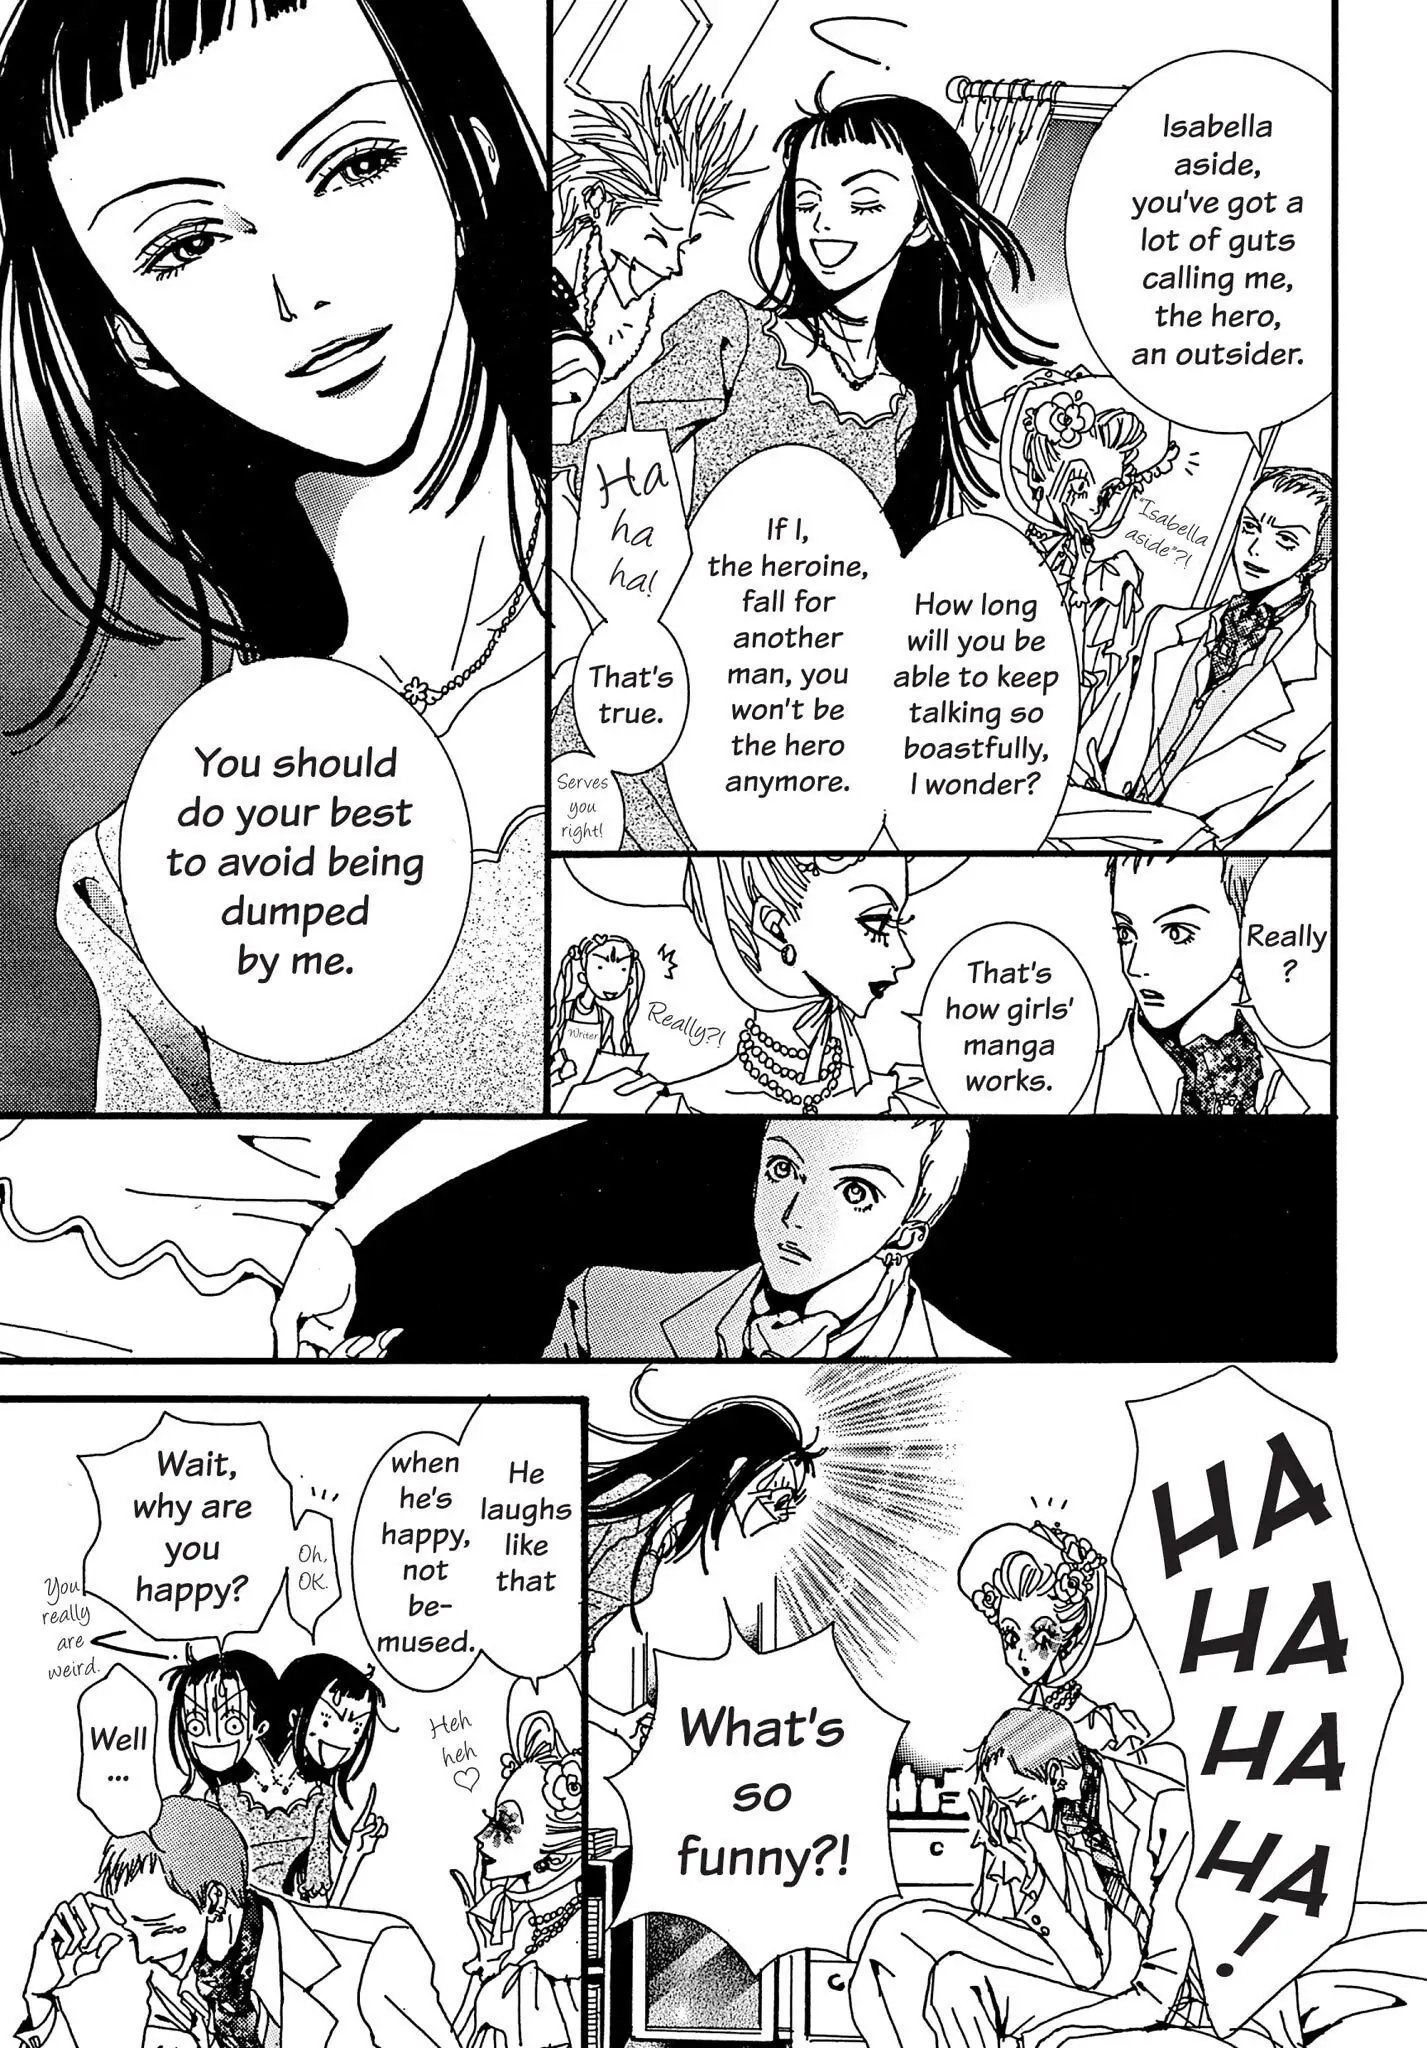 Isabella
aside,
you've got a
lot of guts
calling me,
the hero,
an outsider.
"Isabella
aside"?!
How long
will you be
able to keep
talking so
boastfully,
I wonder?
If I,
the heroine,
fall for
another
man, you
won't be
the hero
anymore.
Ha
ha
ha!
That's
true.
Serves
you
right!
Really
?
That's
how girls'
manga
works.
Really?!
Writer
You should
do your best
to avoid being
dumped
by me.
HA
HA
HA
HA!
What's
so
funny?!
F
C
C
He
laughs
like
that
when
he's
happy,
not
be-
mused.
Heh
heh ♡
Oh,
OK.
Wait,
why are
you
happy?
You
really
are
weird.
Well
...